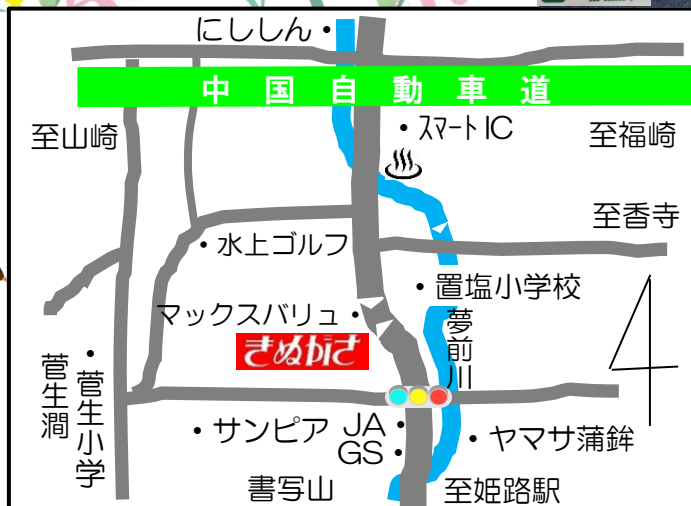 にししん・
中国自動車道
・スマートIC
至山崎
至福崎
至香寺
・水上ゴルフ
・置塩小学校
マックスバリュ・
きぬがさ
夢前川
菅生澗
・菅生小学
・サンピア
JA・
GS・
・ヤマサ蒲鉾
書写山
至姫路駅